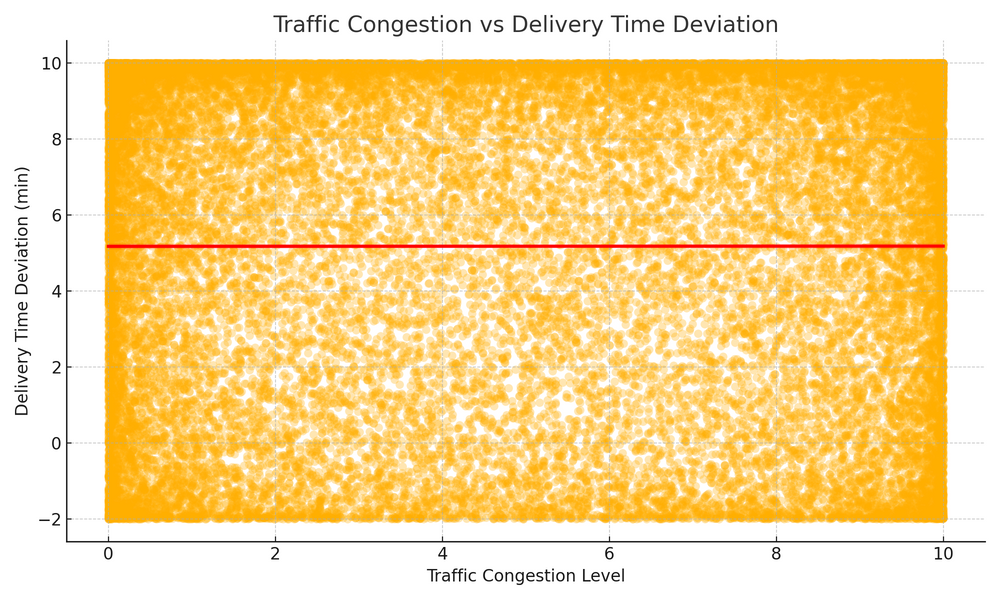 Traffic Congestion vs Delivery Time Deviation
Delivery Time Deviation (min)
10
8
6
4
2
0
−2
0 2 4 6 8 10
Traffic Congestion Level